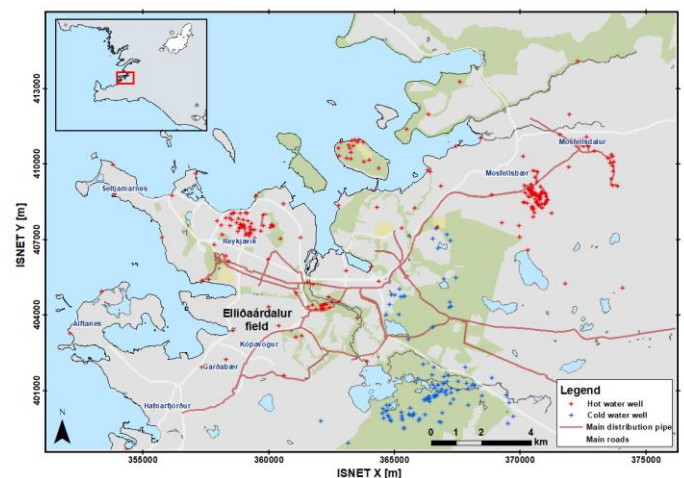 413000
410000
407000
404000
401000
ISNET Y [m]
Mosfellsdalur
Mosfellsbær
Seltjarnarnes
Reykjavík
Elliðaárdalur
field
Álftanes
Kópavogur
Garðabær
Hafnarfjörður
Legend
Hot water well
Cold water well
Main distribution pipe
Main roads
N
0 1 2 4
km
355000 360000 365000 370000 375000
ISNET X [m]